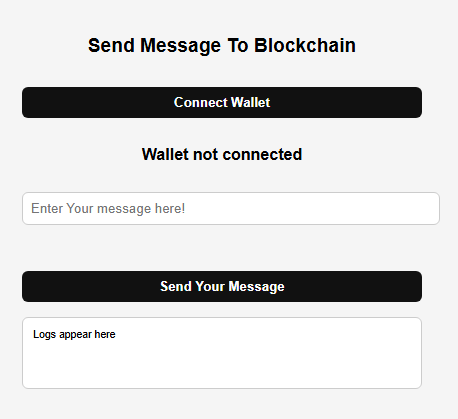 Send Message To Blockchain
Connect Wallet
Wallet not connected
Enter Your message here!
Send Your Message
Logs appear here